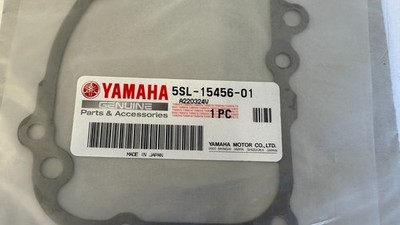 YAMAHA 5SL-15456-01
GENUINE A220324V
Parts & Accessories 1 PC
MADE IN JAPAN
YAMAHA MOTOR CO., LTD.